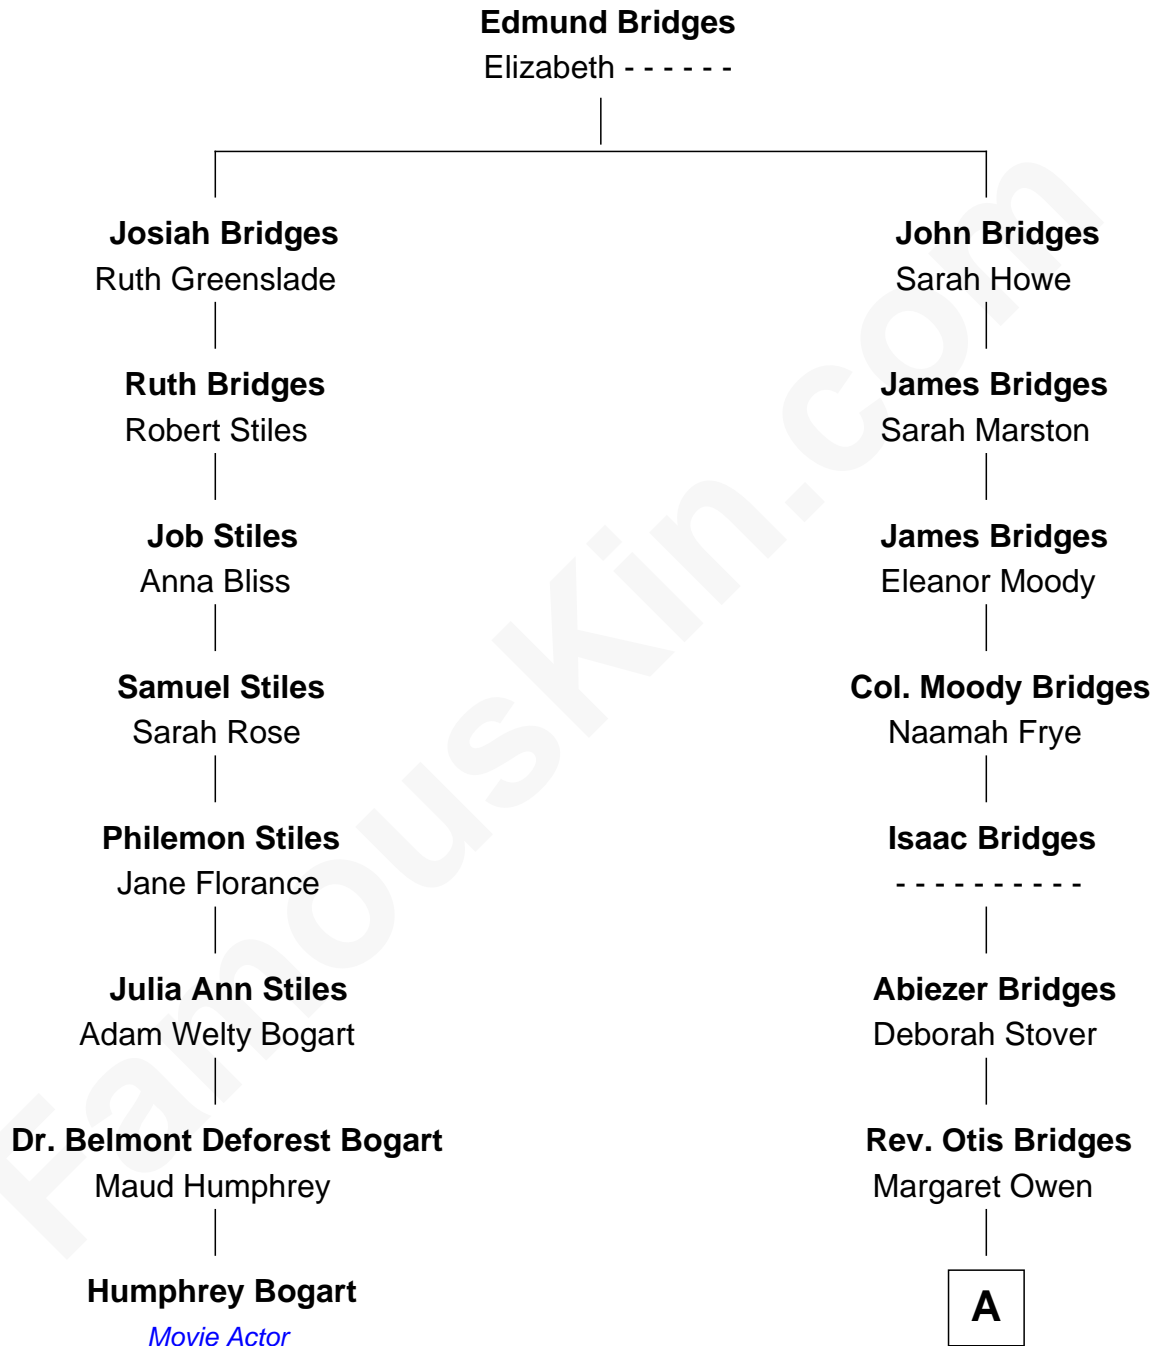 Edmund Bridges
Elizabeth - - - - - -
Josiah Bridges
Ruth Greenslade
John Bridges
Sarah Howe
Ruth Bridges
Robert Stiles
James Bridges
Sarah Marston
Job Stiles
Anna Bliss
James Bridges
Eleanor Moody
Samuel Stiles
Sarah Rose
Col. Moody Bridges
Naamah Frye
Philemon Stiles
Jane Florance
Isaac Bridges
- - - - - - - - - -
Julia Ann Stiles
Adam Welty Bogart
Abiezer Bridges
Deborah Stover
Dr. Belmont Deforest Bogart
Maud Humphrey
Rev. Otis Bridges
Margaret Owen
Humphrey Bogart
Movie Actor
A
FamousKin.com